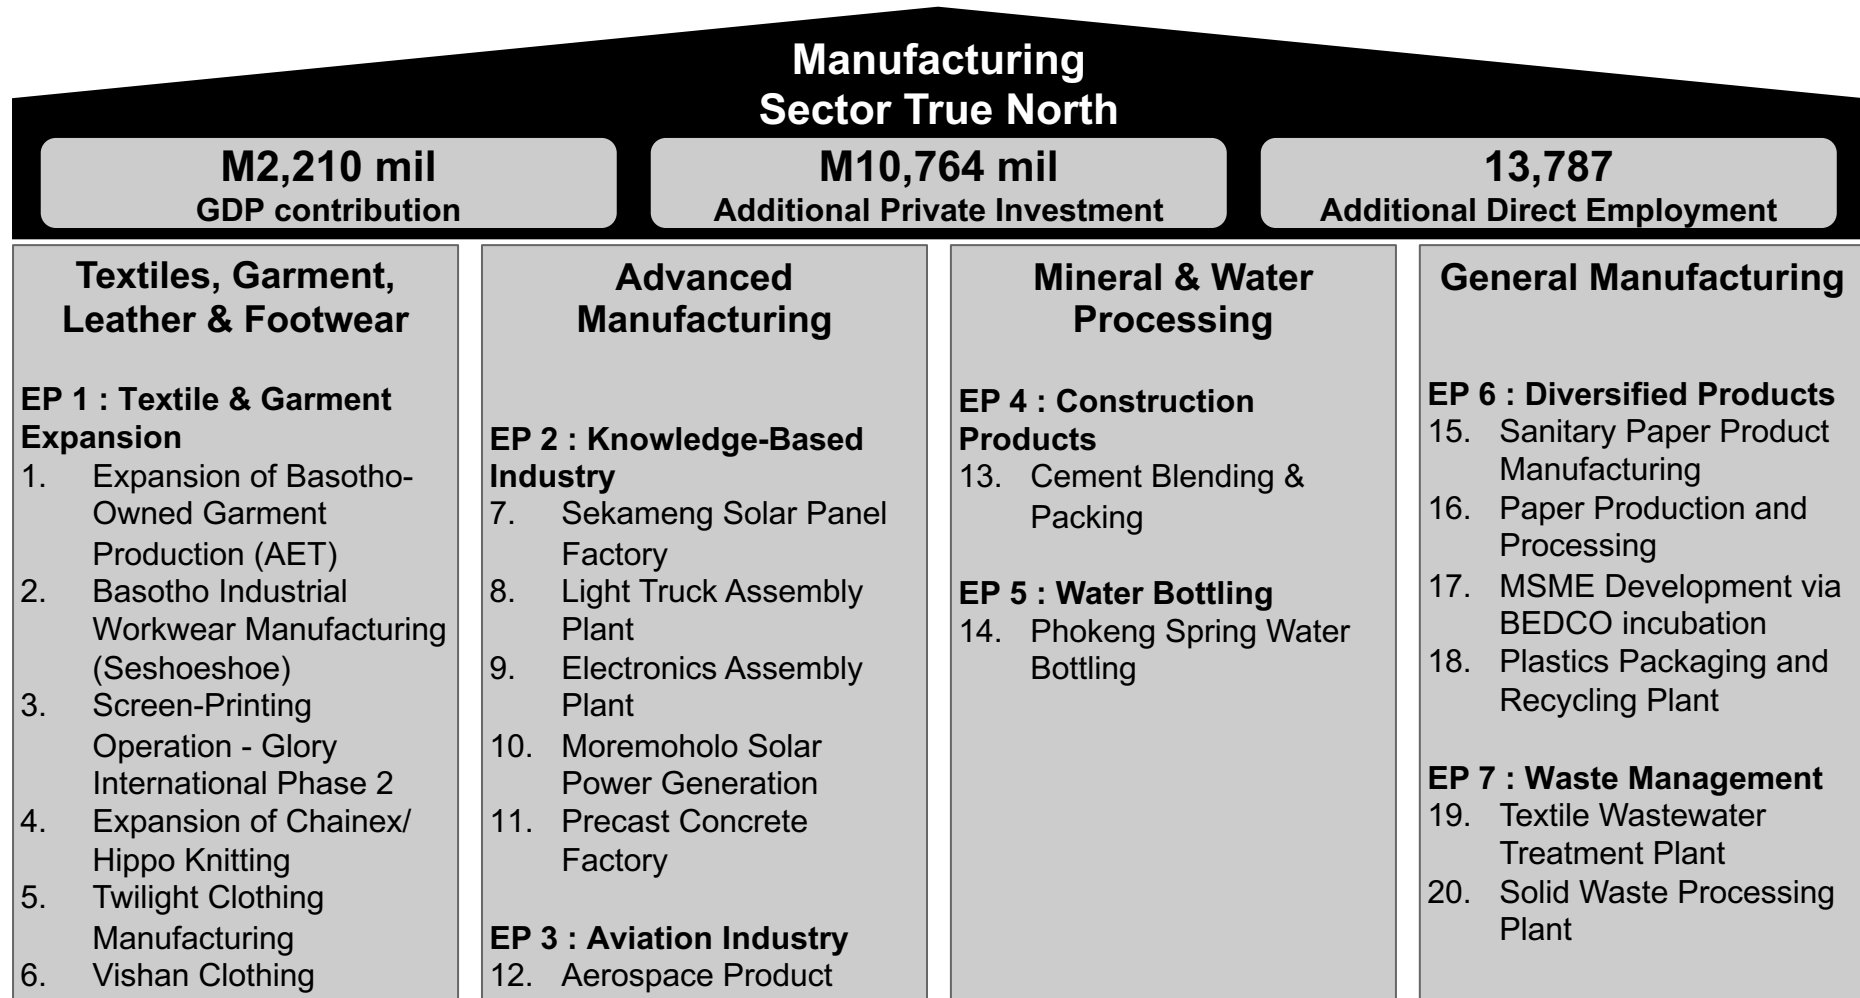 Manufacturing
Sector True North
M2,210 mil
GDP contribution
M10,764 mil
Additional Private Investment
13,787
Additional Direct Employment
Textiles, Garment,
Leather & Footwear
EP 1 : Textile & Garment
Expansion
1. Expansion of Basotho-
Owned Garment
Production (AET)
2. Basotho Industrial
Workwear Manufacturing
(Seshoeshoe)
3. Screen-Printing
Operation - Glory
International Phase 2
4. Expansion of Chainex/
Hippo Knitting
5. Twilight Clothing
Manufacturing
6. Vishan Clothing
Advanced
Manufacturing
EP 2 : Knowledge-Based
Industry
7. Sekameng Solar Panel
Factory
8. Light Truck Assembly
Plant
9. Electronics Assembly
Plant
10. Moremoholo Solar
Power Generation
11. Precast Concrete
Factory
EP 3 : Aviation Industry
12. Aerospace Product
Mineral & Water
Processing
EP 4 : Construction
Products
13. Cement Blending &
Packing
EP 5 : Water Bottling
14. Phokeng Spring Water
Bottling
General Manufacturing
EP 6 : Diversified Products
15. Sanitary Paper Product
Manufacturing
16. Paper Production and
Processing
17. MSME Development via
BEDCO incubation
18. Plastics Packaging and
Recycling Plant
EP 7 : Waste Management
19. Textile Wastewater
Treatment Plant
20. Solid Waste Processing
Plant